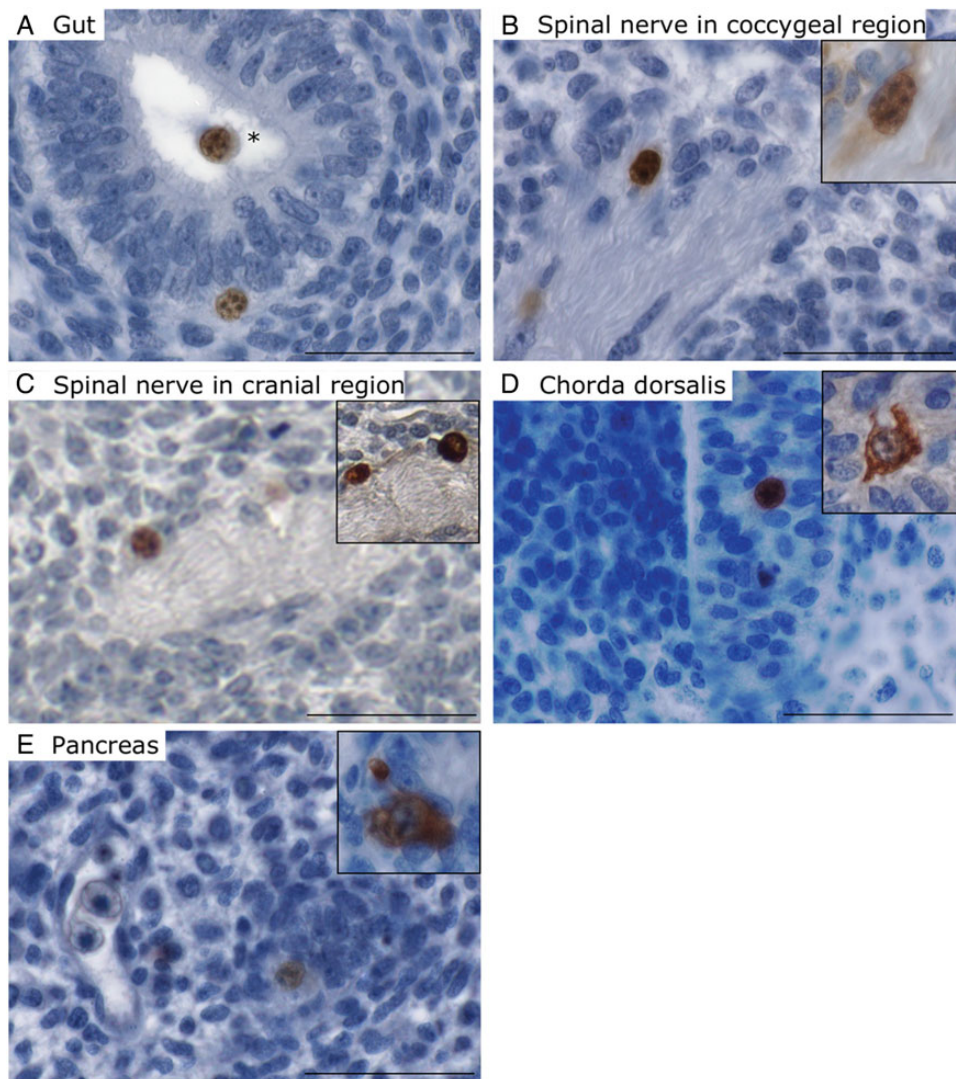 A Gut
*
B Spinal nerve in coccygeal region
C Spinal nerve in cranial region
D Chorda dorsalis
E Pancreas